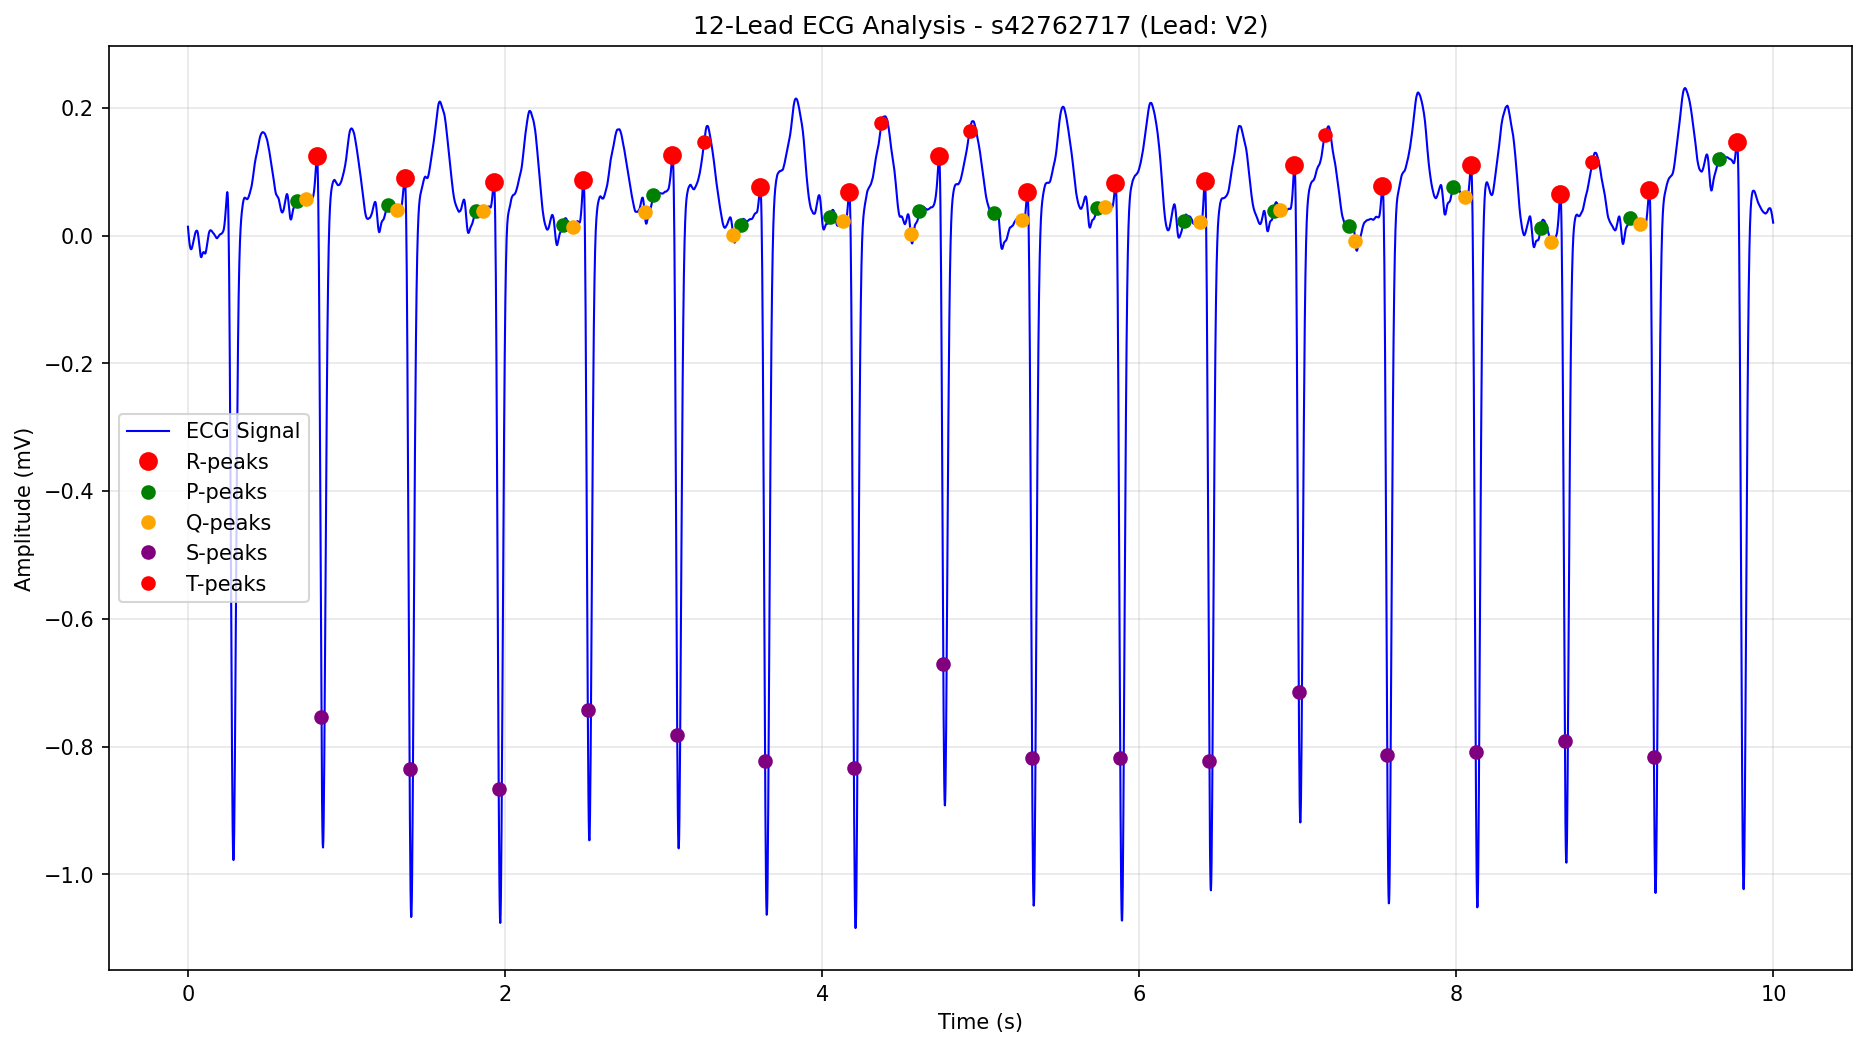 12-Lead ECG Analysis - s42762717 (Lead: V2)
Amplitude (mV)
0.2
0.0
−0.2
−0.4
−0.6
−0.8
−1.0
ECG Signal
R-peaks
P-peaks
Q-peaks
S-peaks
T-peaks
0 2 4 6 8 10
Time (s)